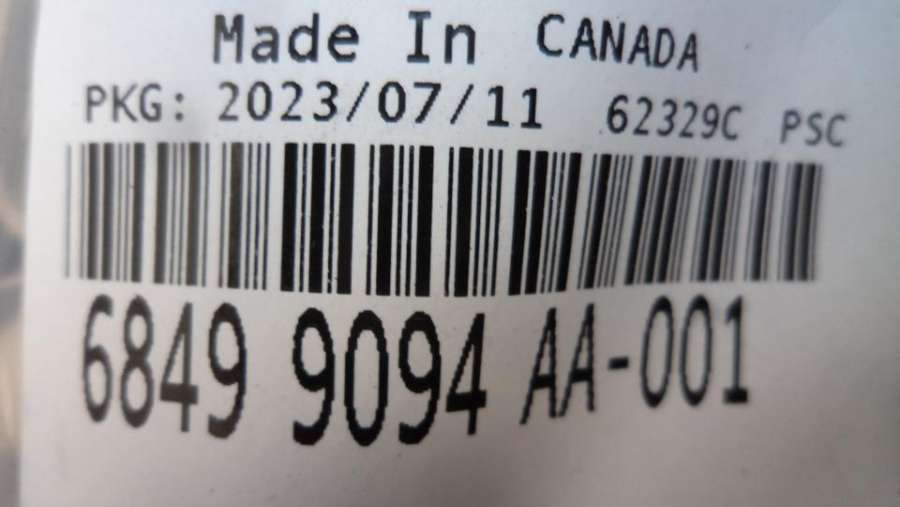 Made In CANADA
PKG: 2023/07/11 62329C PSC
6849 9094 AA-001